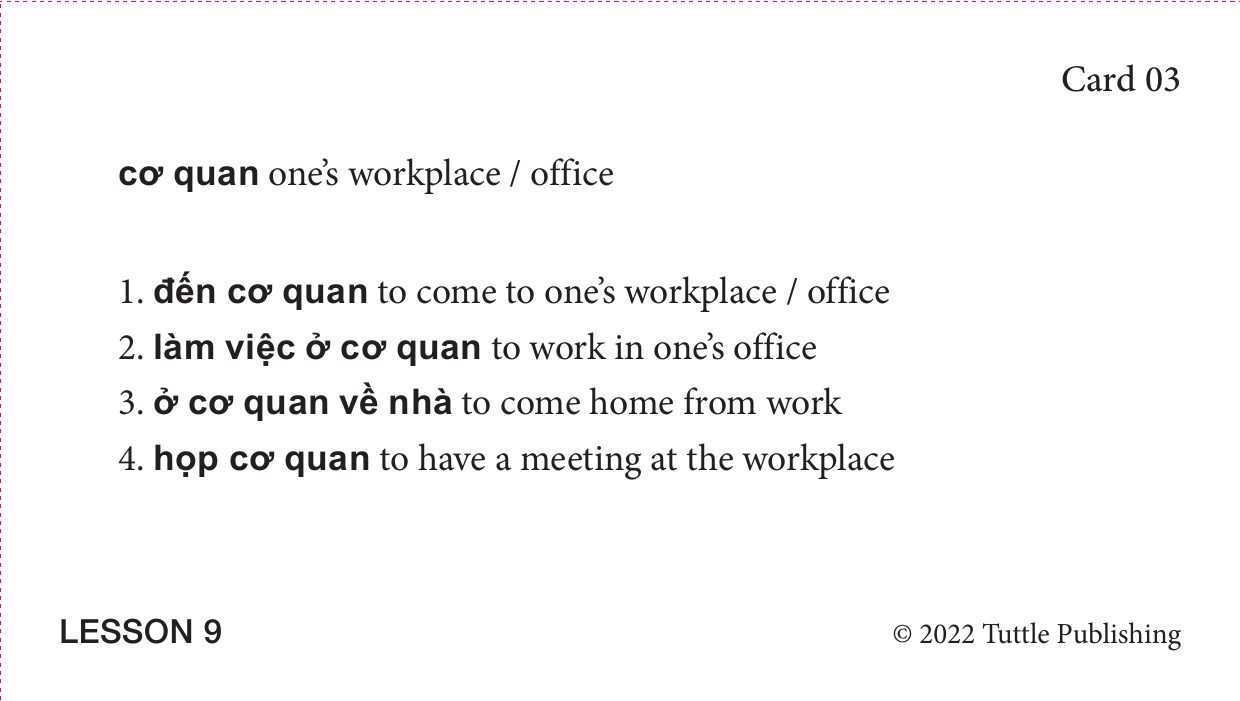 Card 03
cơ quan one’s workplace / office
1. đến cơ quan to come to one’s workplace / office
2. làm việc ở cơ quan to work in one’s office
3. ở cơ quan về nhà to come home from work
4. họp cơ quan to have a meeting at the workplace
LESSON 9
© 2022 Tuttle Publishing